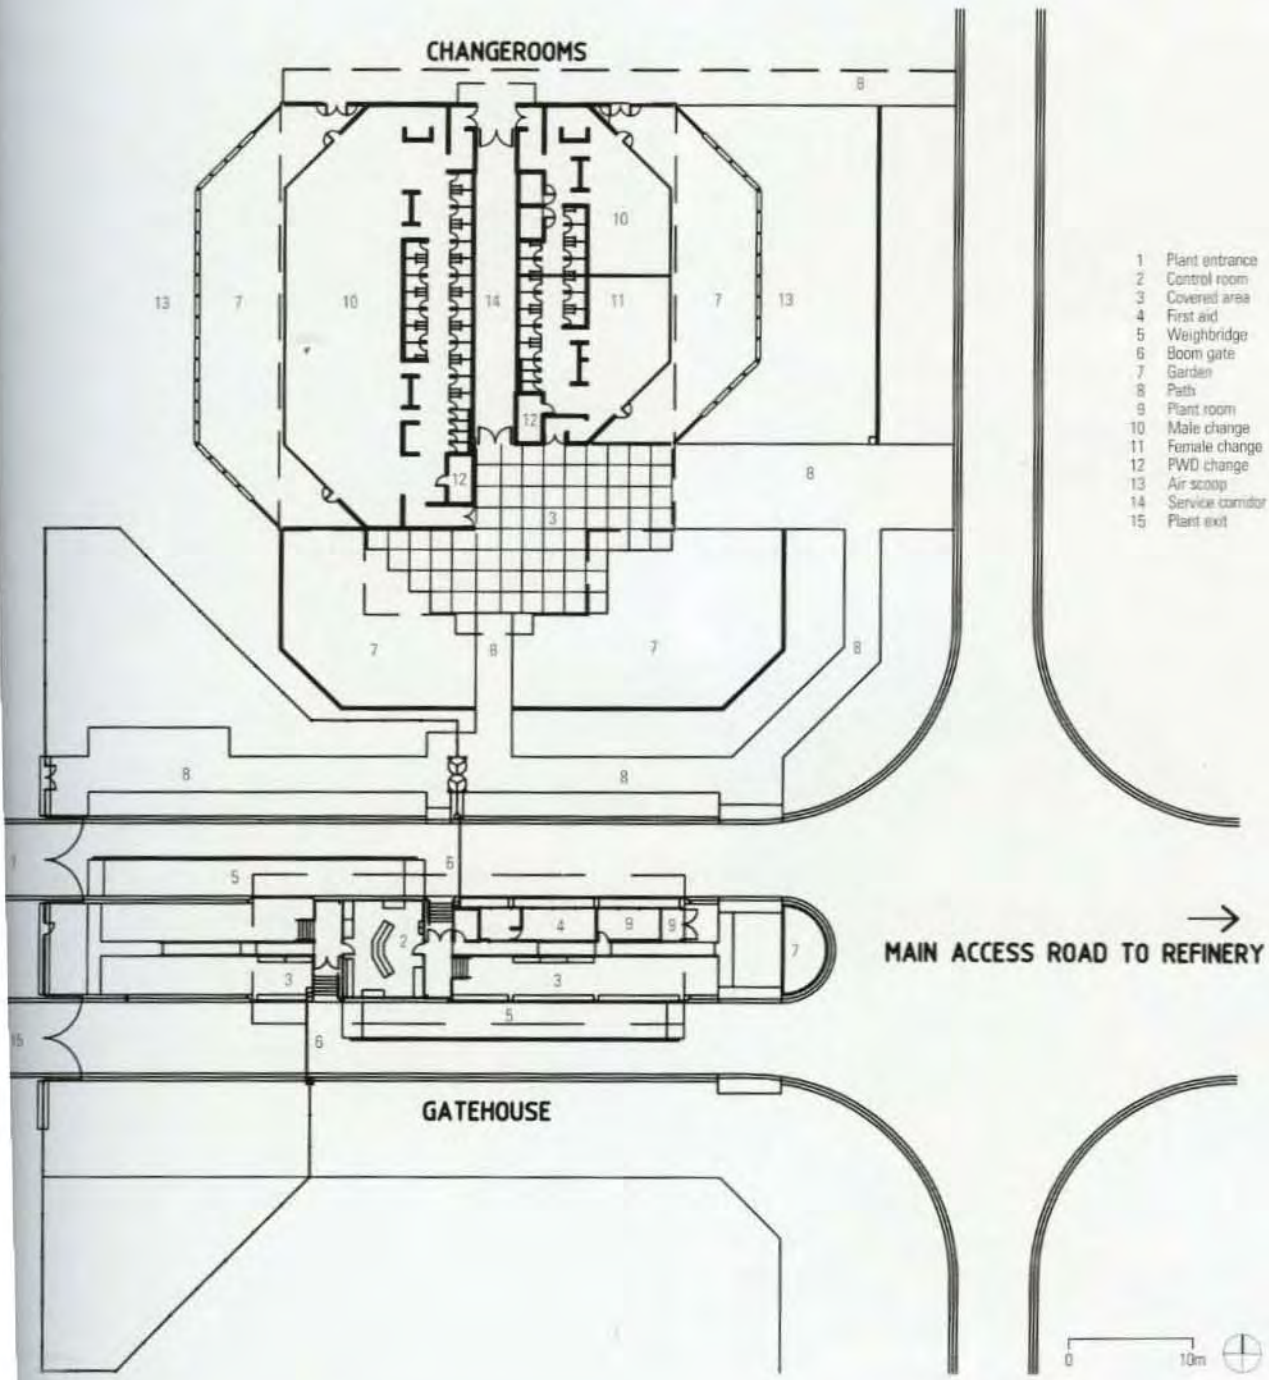 CHANGEROOMS
8
10
13
7
10
14
11
7
13
12
12
8
3
7
8
7
8
8
8
1
5
6
2
4
9
9
7
3
3
5
15
6
MAIN ACCESS ROAD TO REFINERY
GATEHOUSE
1 Plant entrance
2 Control room
3 Covered area
4 First aid
5 Weighbridge
6 Boom gate
7 Garden
8 Path
9 Plant room
10 Male change
11 Female change
12 PWD change
13 Air scoop
14 Service corridor
15 Plant exit
0 10m